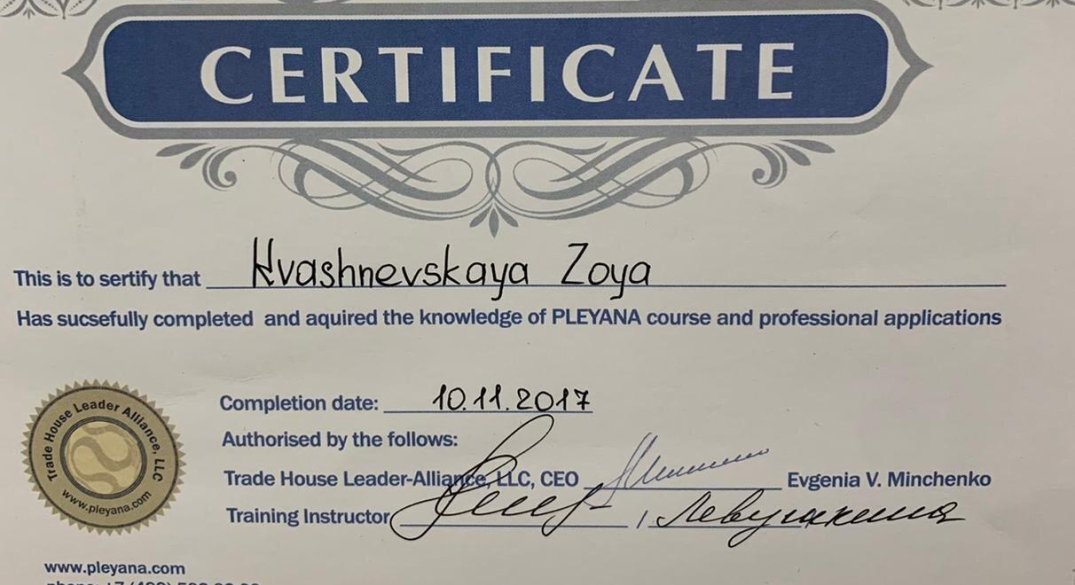 CERTIFICATE
This is to sertify that Kvashnevskaya Zoya
Has sucsefully completed and aquired the knowledge of PLEYANA course and professional applications
Completion date: 10.11.2017
Authorised by the follows:
Trade House Leader-Alliance, LLC, CEO Evgenia V. Minchenko
Training Instructor
Trade House Leader Alliance, LLC
www.pleyana.com
www.pleyana.com